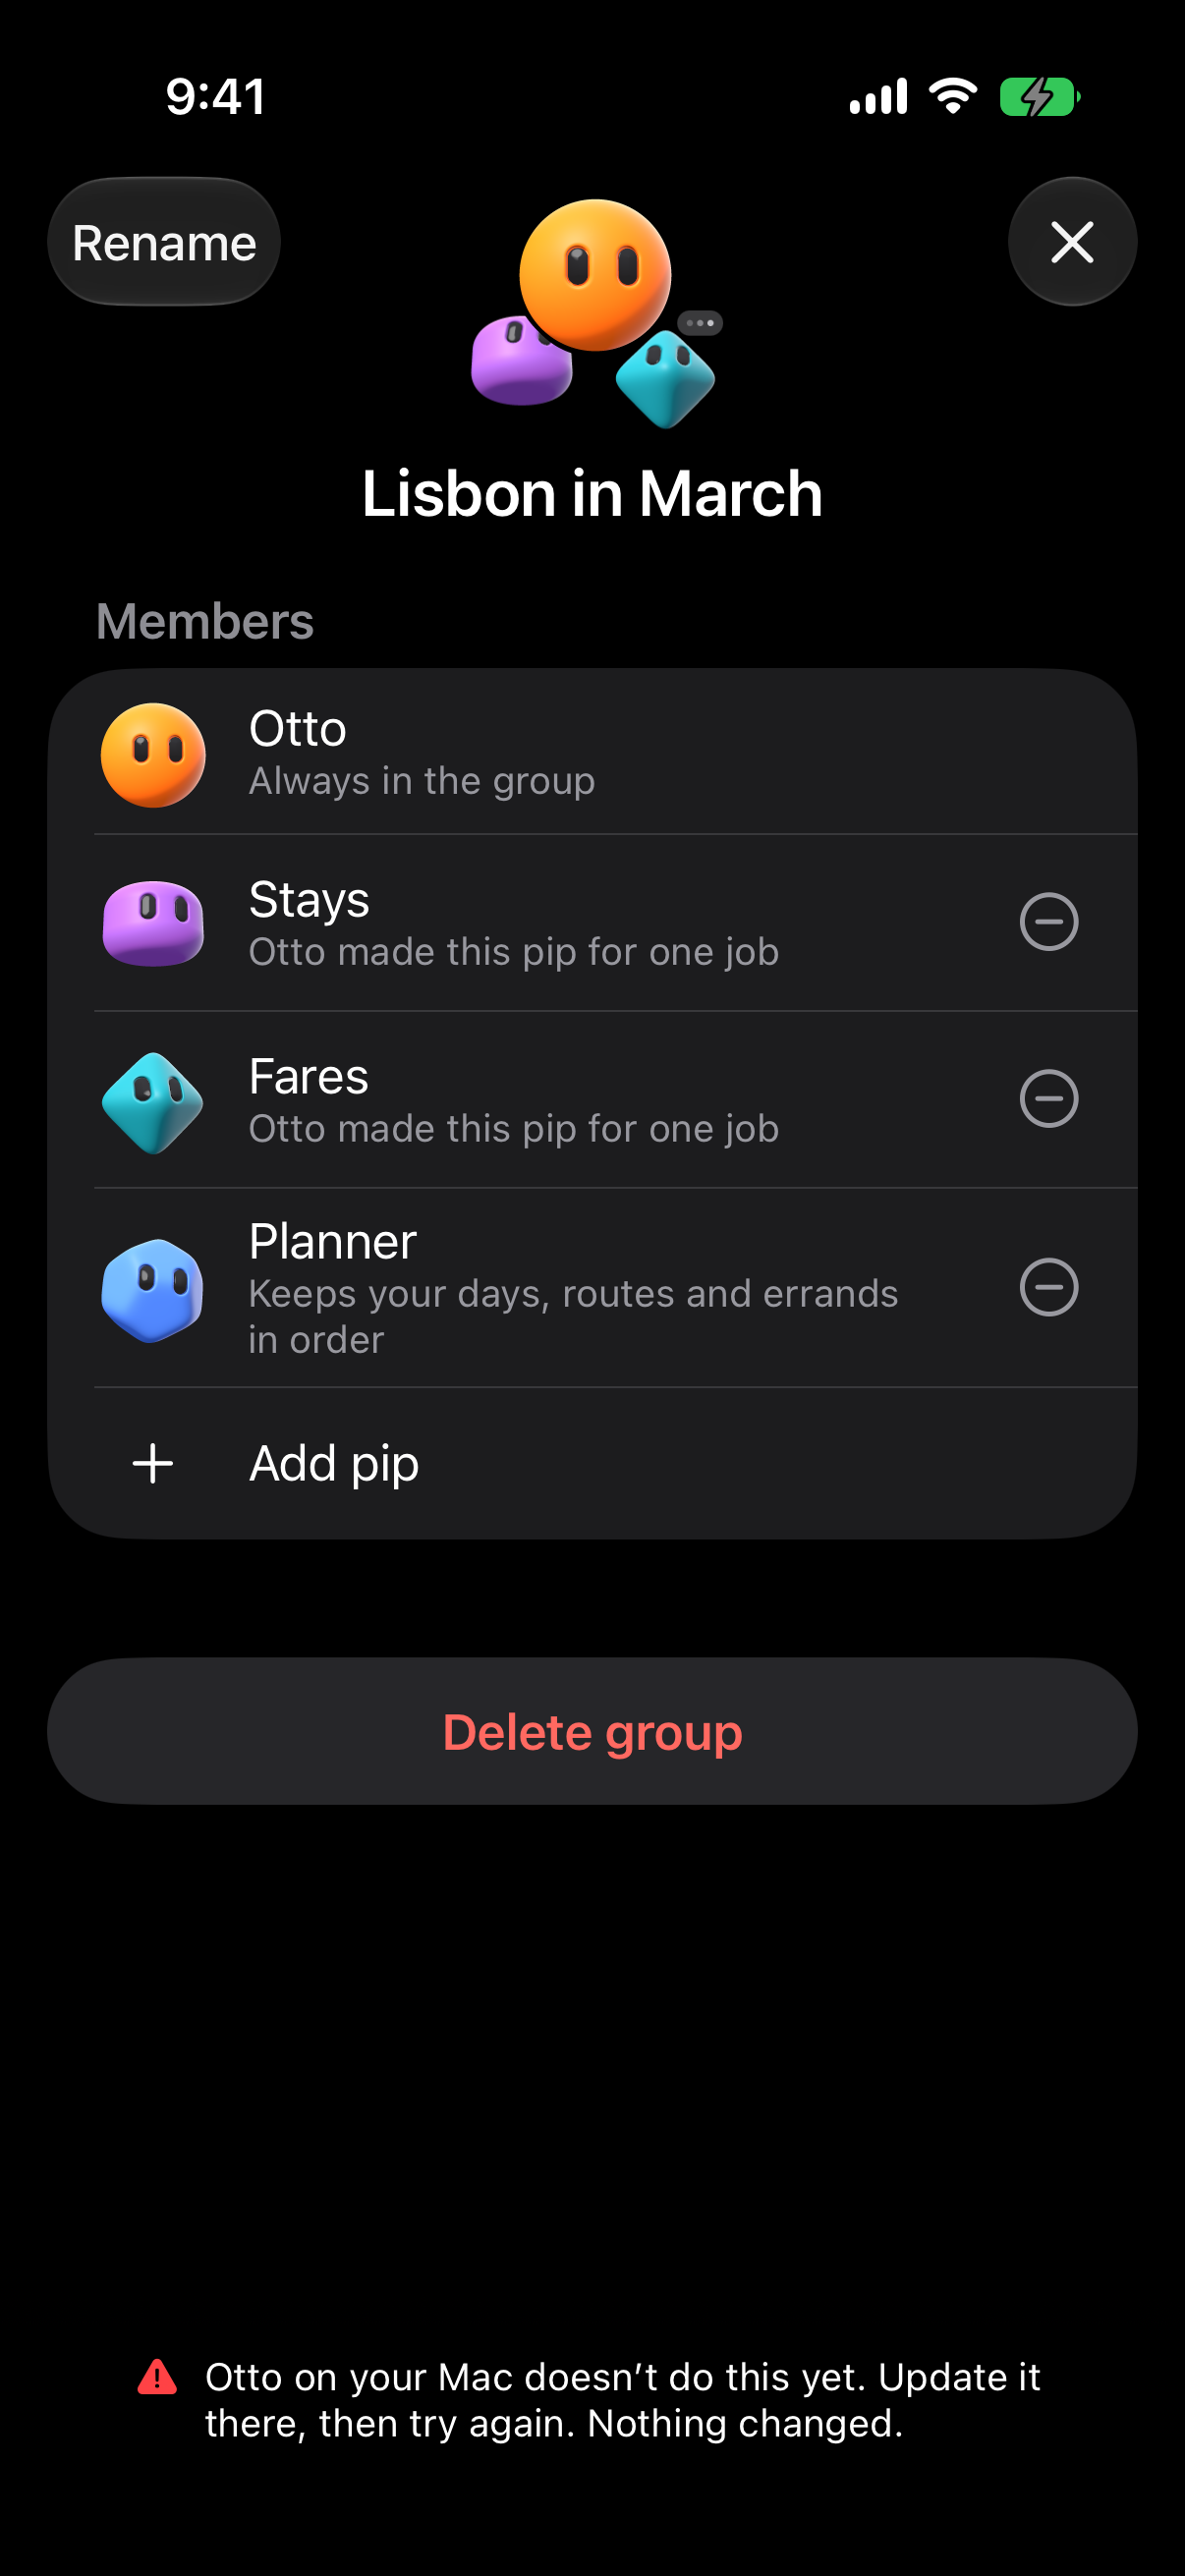 9:41
Rename
Lisbon in March
Members
Otto
Always in the group
Stays
Otto made this pip for one job
Fares
Otto made this pip for one job
Planner
Keeps your days, routes and errands
in order
Add pip
Delete group
Otto on your Mac doesn’t do this yet. Update it
there, then try again. Nothing changed.